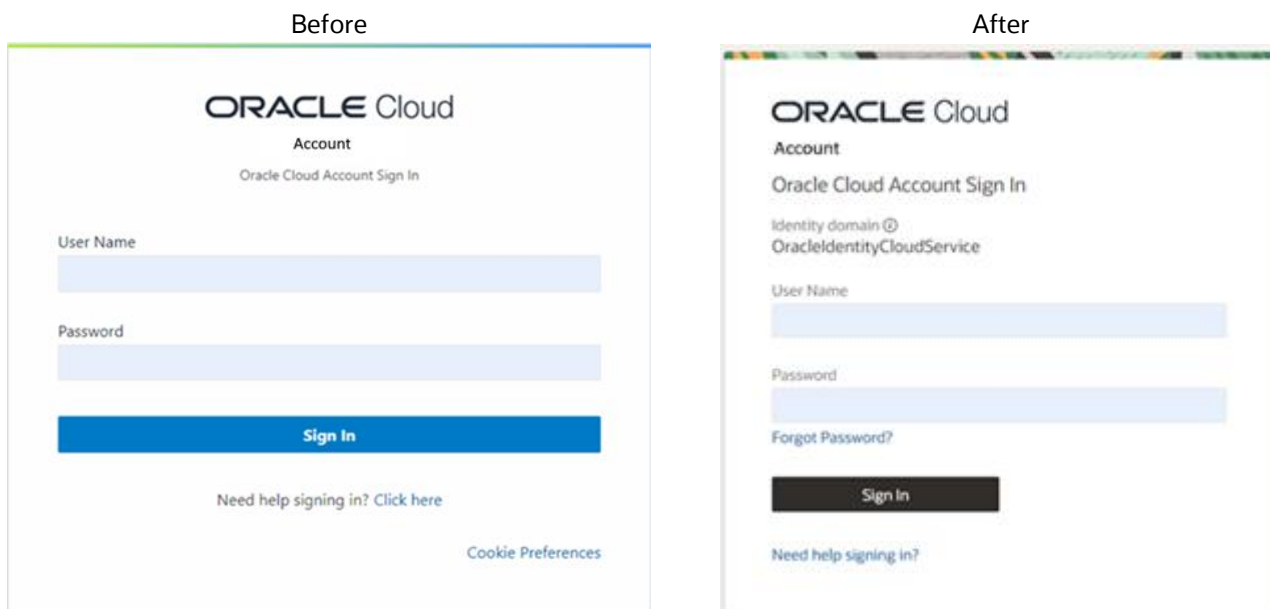 Before
ORACLE Cloud
Account
Oracle Cloud Account Sign In
User Name
Password
Sign In
Need help signing in? Click here
Cookie Preferences
After
ORACLE Cloud
Account
Oracle Cloud Account Sign In
Identity domain
OracleIdentityCloudService
User Name
Password
Forgot Password?
Sign In
Need help signing in?